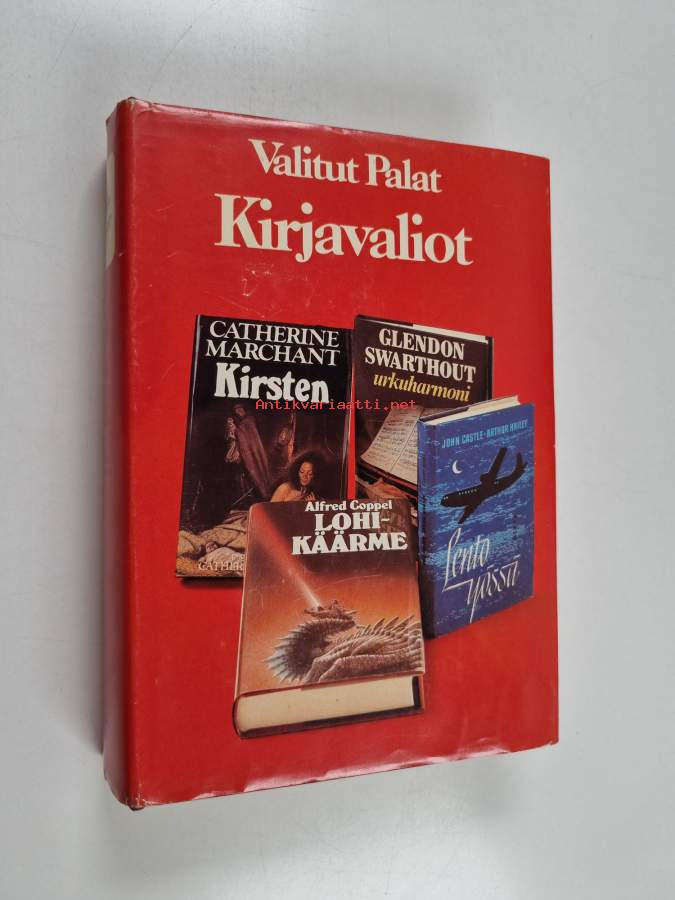 Valitut Palat
Kirjavaliot
CATHERINE
MARCHANT
Kirsten
GLENDON
SWARTHOUT
urkuharmoni
Antikvariaatti.net
JOHN CASTLE - ARTHUR HAILEY
Lento
yössä
Alfred Coppel
LOHI-
KÄÄRME
CATHER